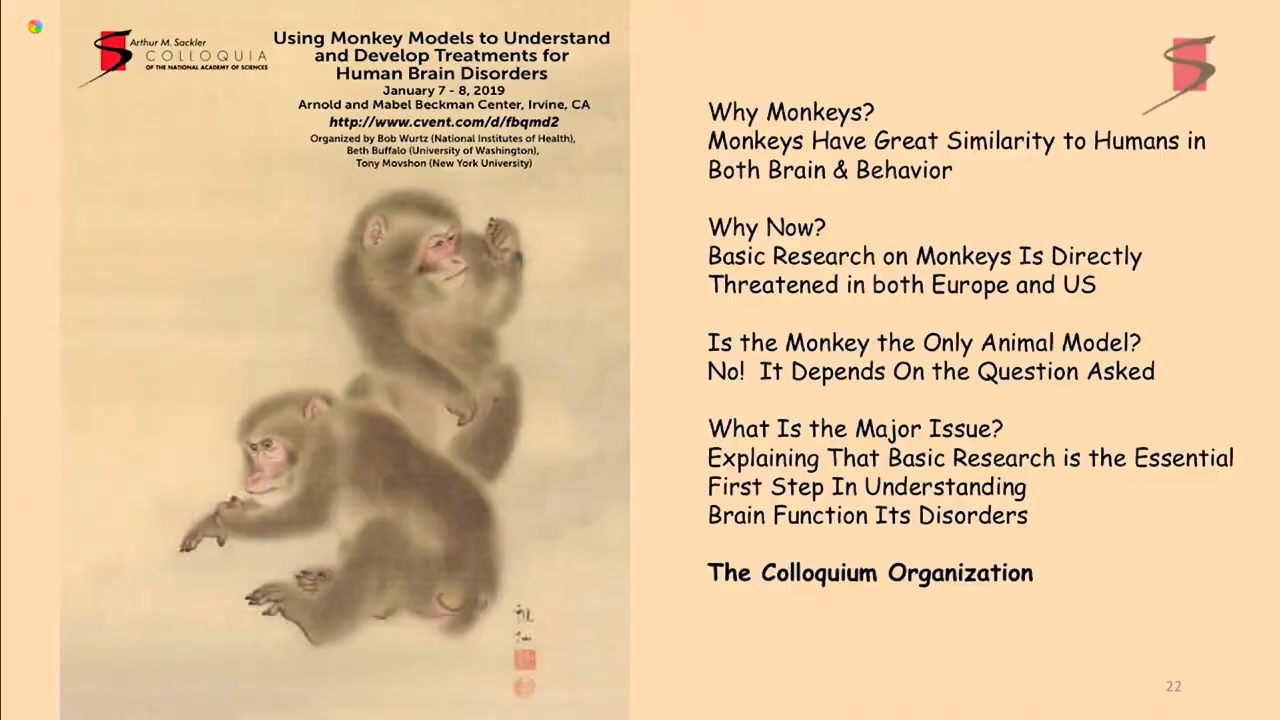 Arthur M. Sackler
COLLOQUIA
OF THE NATIONAL ACADEMY OF SCIENCES
Using Monkey Models to Understand
and Develop Treatments for
Human Brain Disorders
January 7 - 8, 2019
Arnold and Mabel Beckman Center, Irvine, CA
http://www.cvent.com/d/fbqmd2
Organized by Bob Wurtz (National Institutes of Health),
Beth Buffalo (University of Washington),
Tony Movshon (New York University)
Why Monkeys?
Monkeys Have Great Similarity to Humans in
Both Brain & Behavior
Why Now?
Basic Research on Monkeys Is Directly
Threatened in both Europe and US
Is the Monkey the Only Animal Model?
No! It Depends On the Question Asked
What Is the Major Issue?
Explaining That Basic Research is the Essential
First Step In Understanding
Brain Function Its Disorders
The Colloquium Organization
22